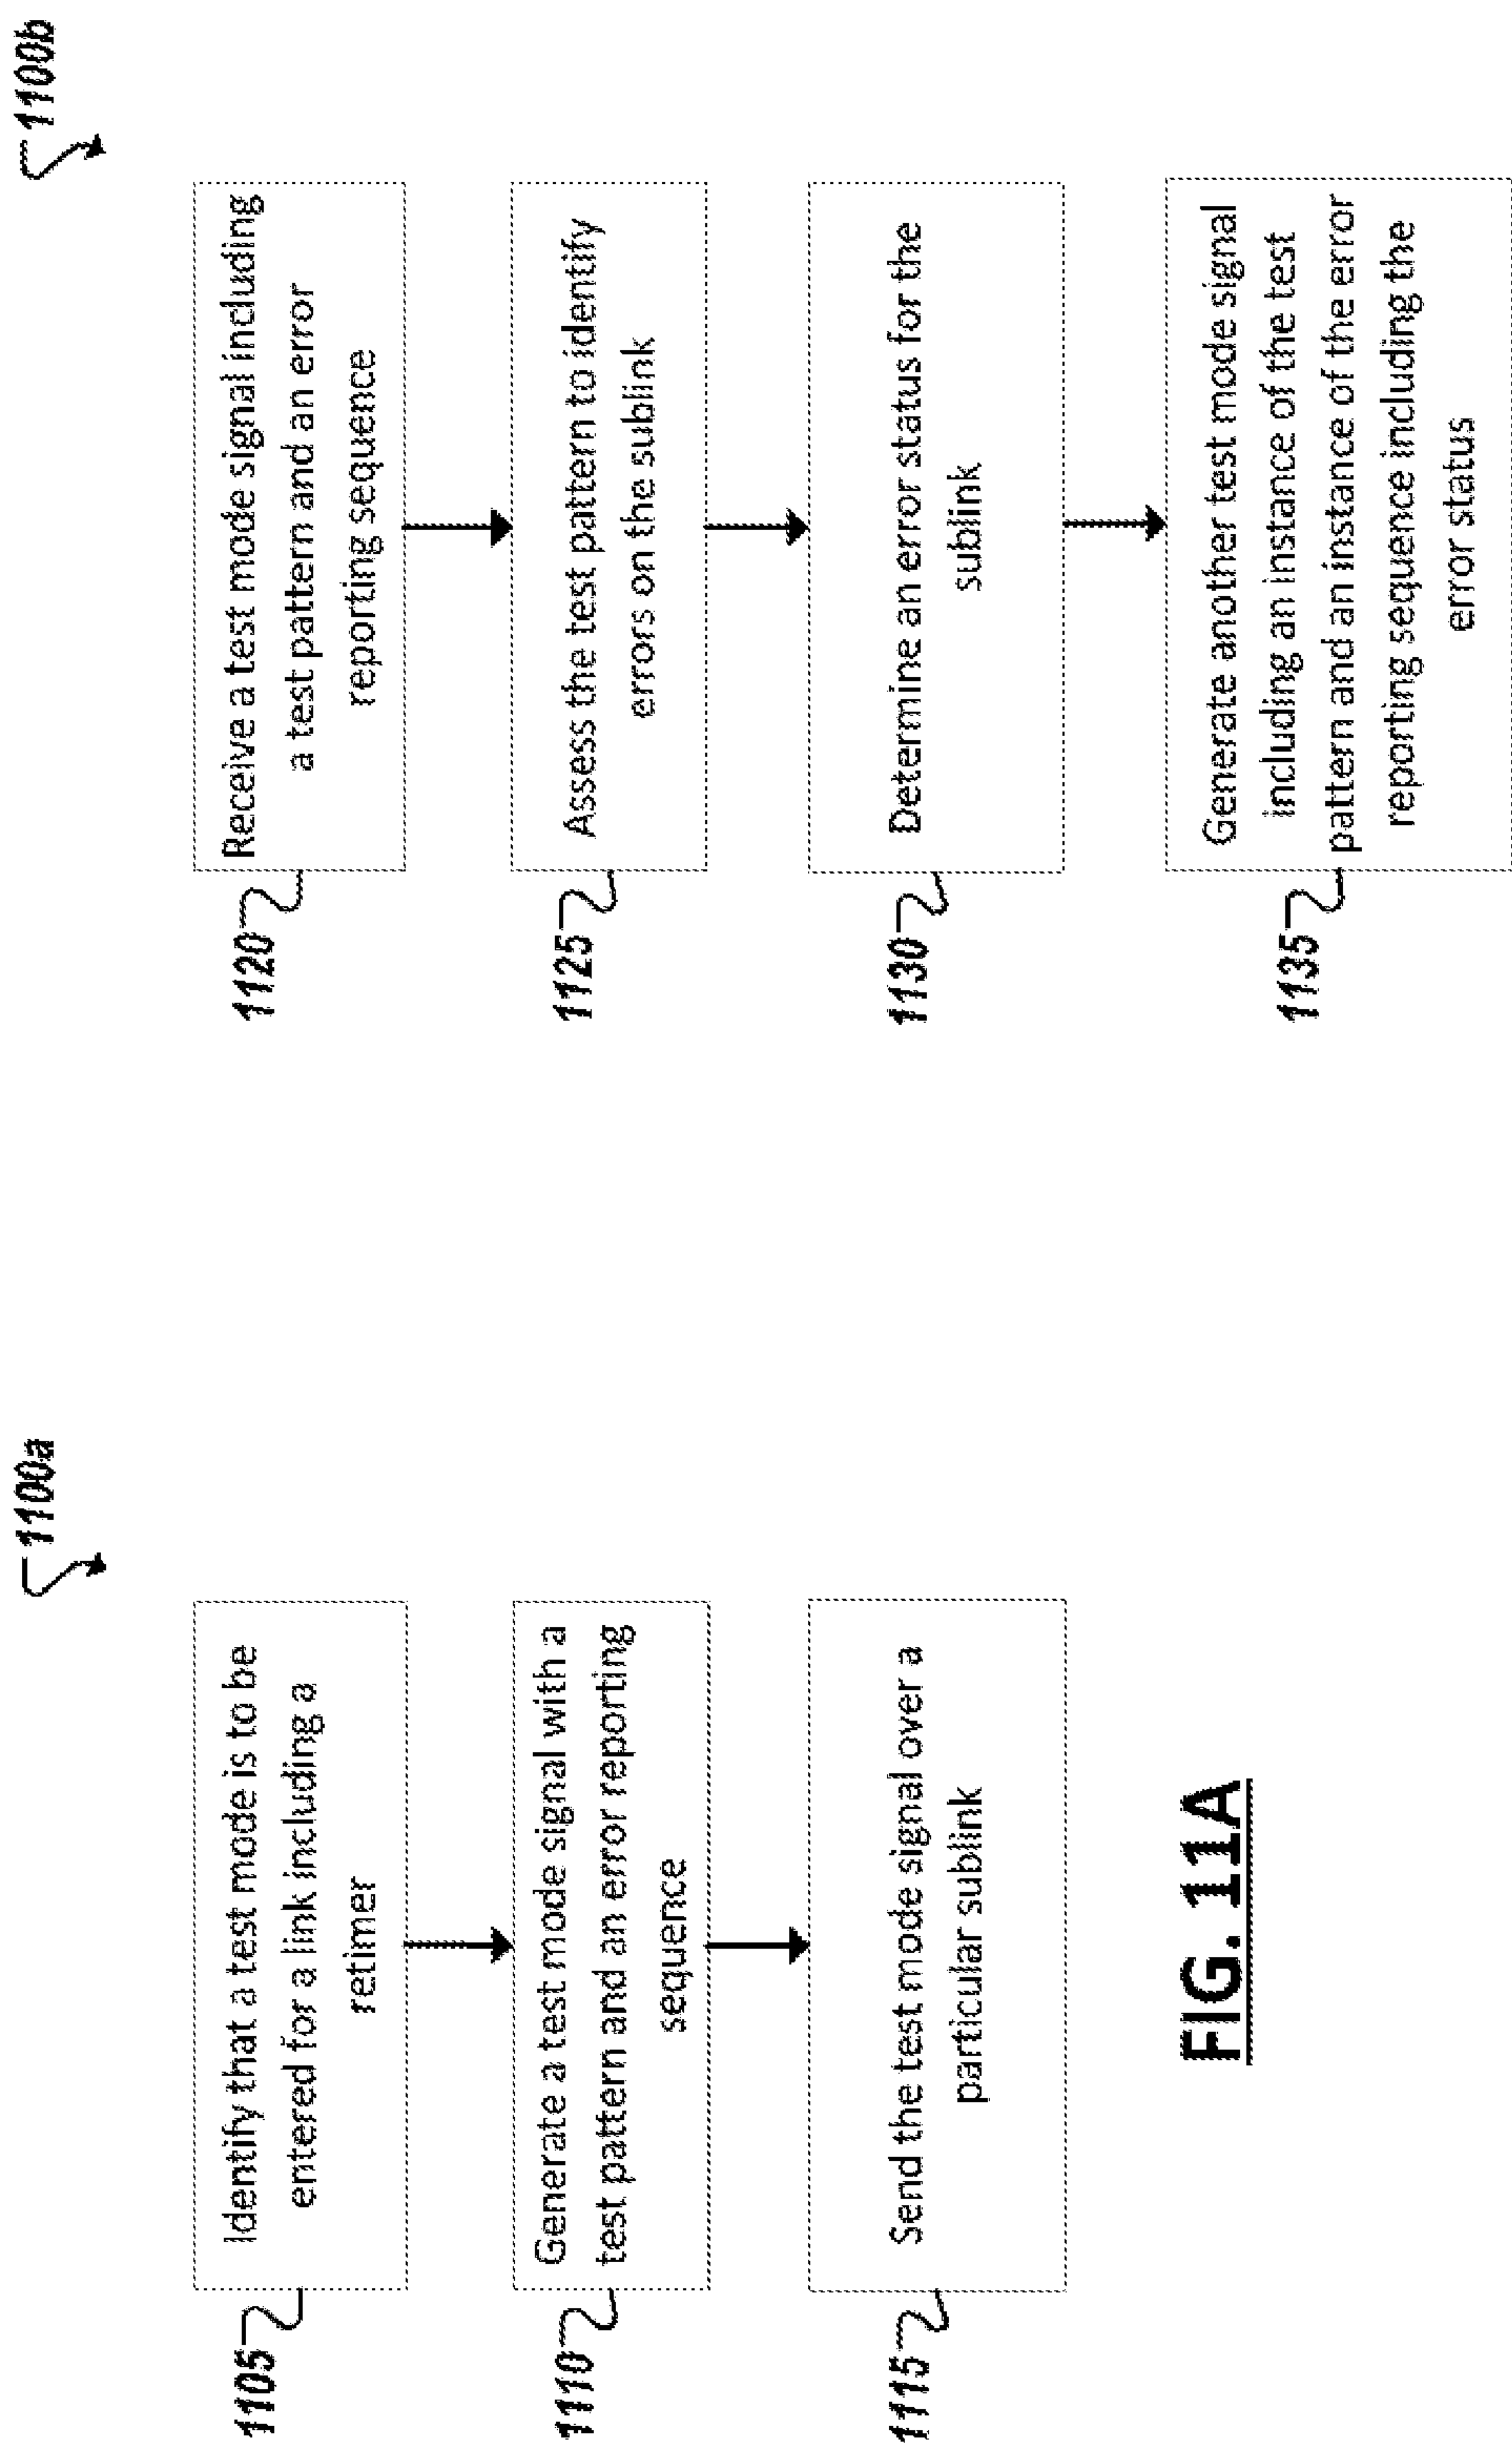 1100a
1105
Identify that a test mode is to be
entered for a link including a
retimer
1110
Generate a test mode signal with a
test pattern and an error reporting
sequence
1115
Send the test mode signal over a
particular sublink
FIG. 11A
1100b
1120
Receive a test mode signal including
a test pattern and an error
reporting sequence
1125
Assess the test pattern to identify
errors on the sublink
1130
Determine an error status for the
sublink
1135
Generate another test mode signal
including an instance of the test
pattern and an instance of the error
reporting sequence including the
error status